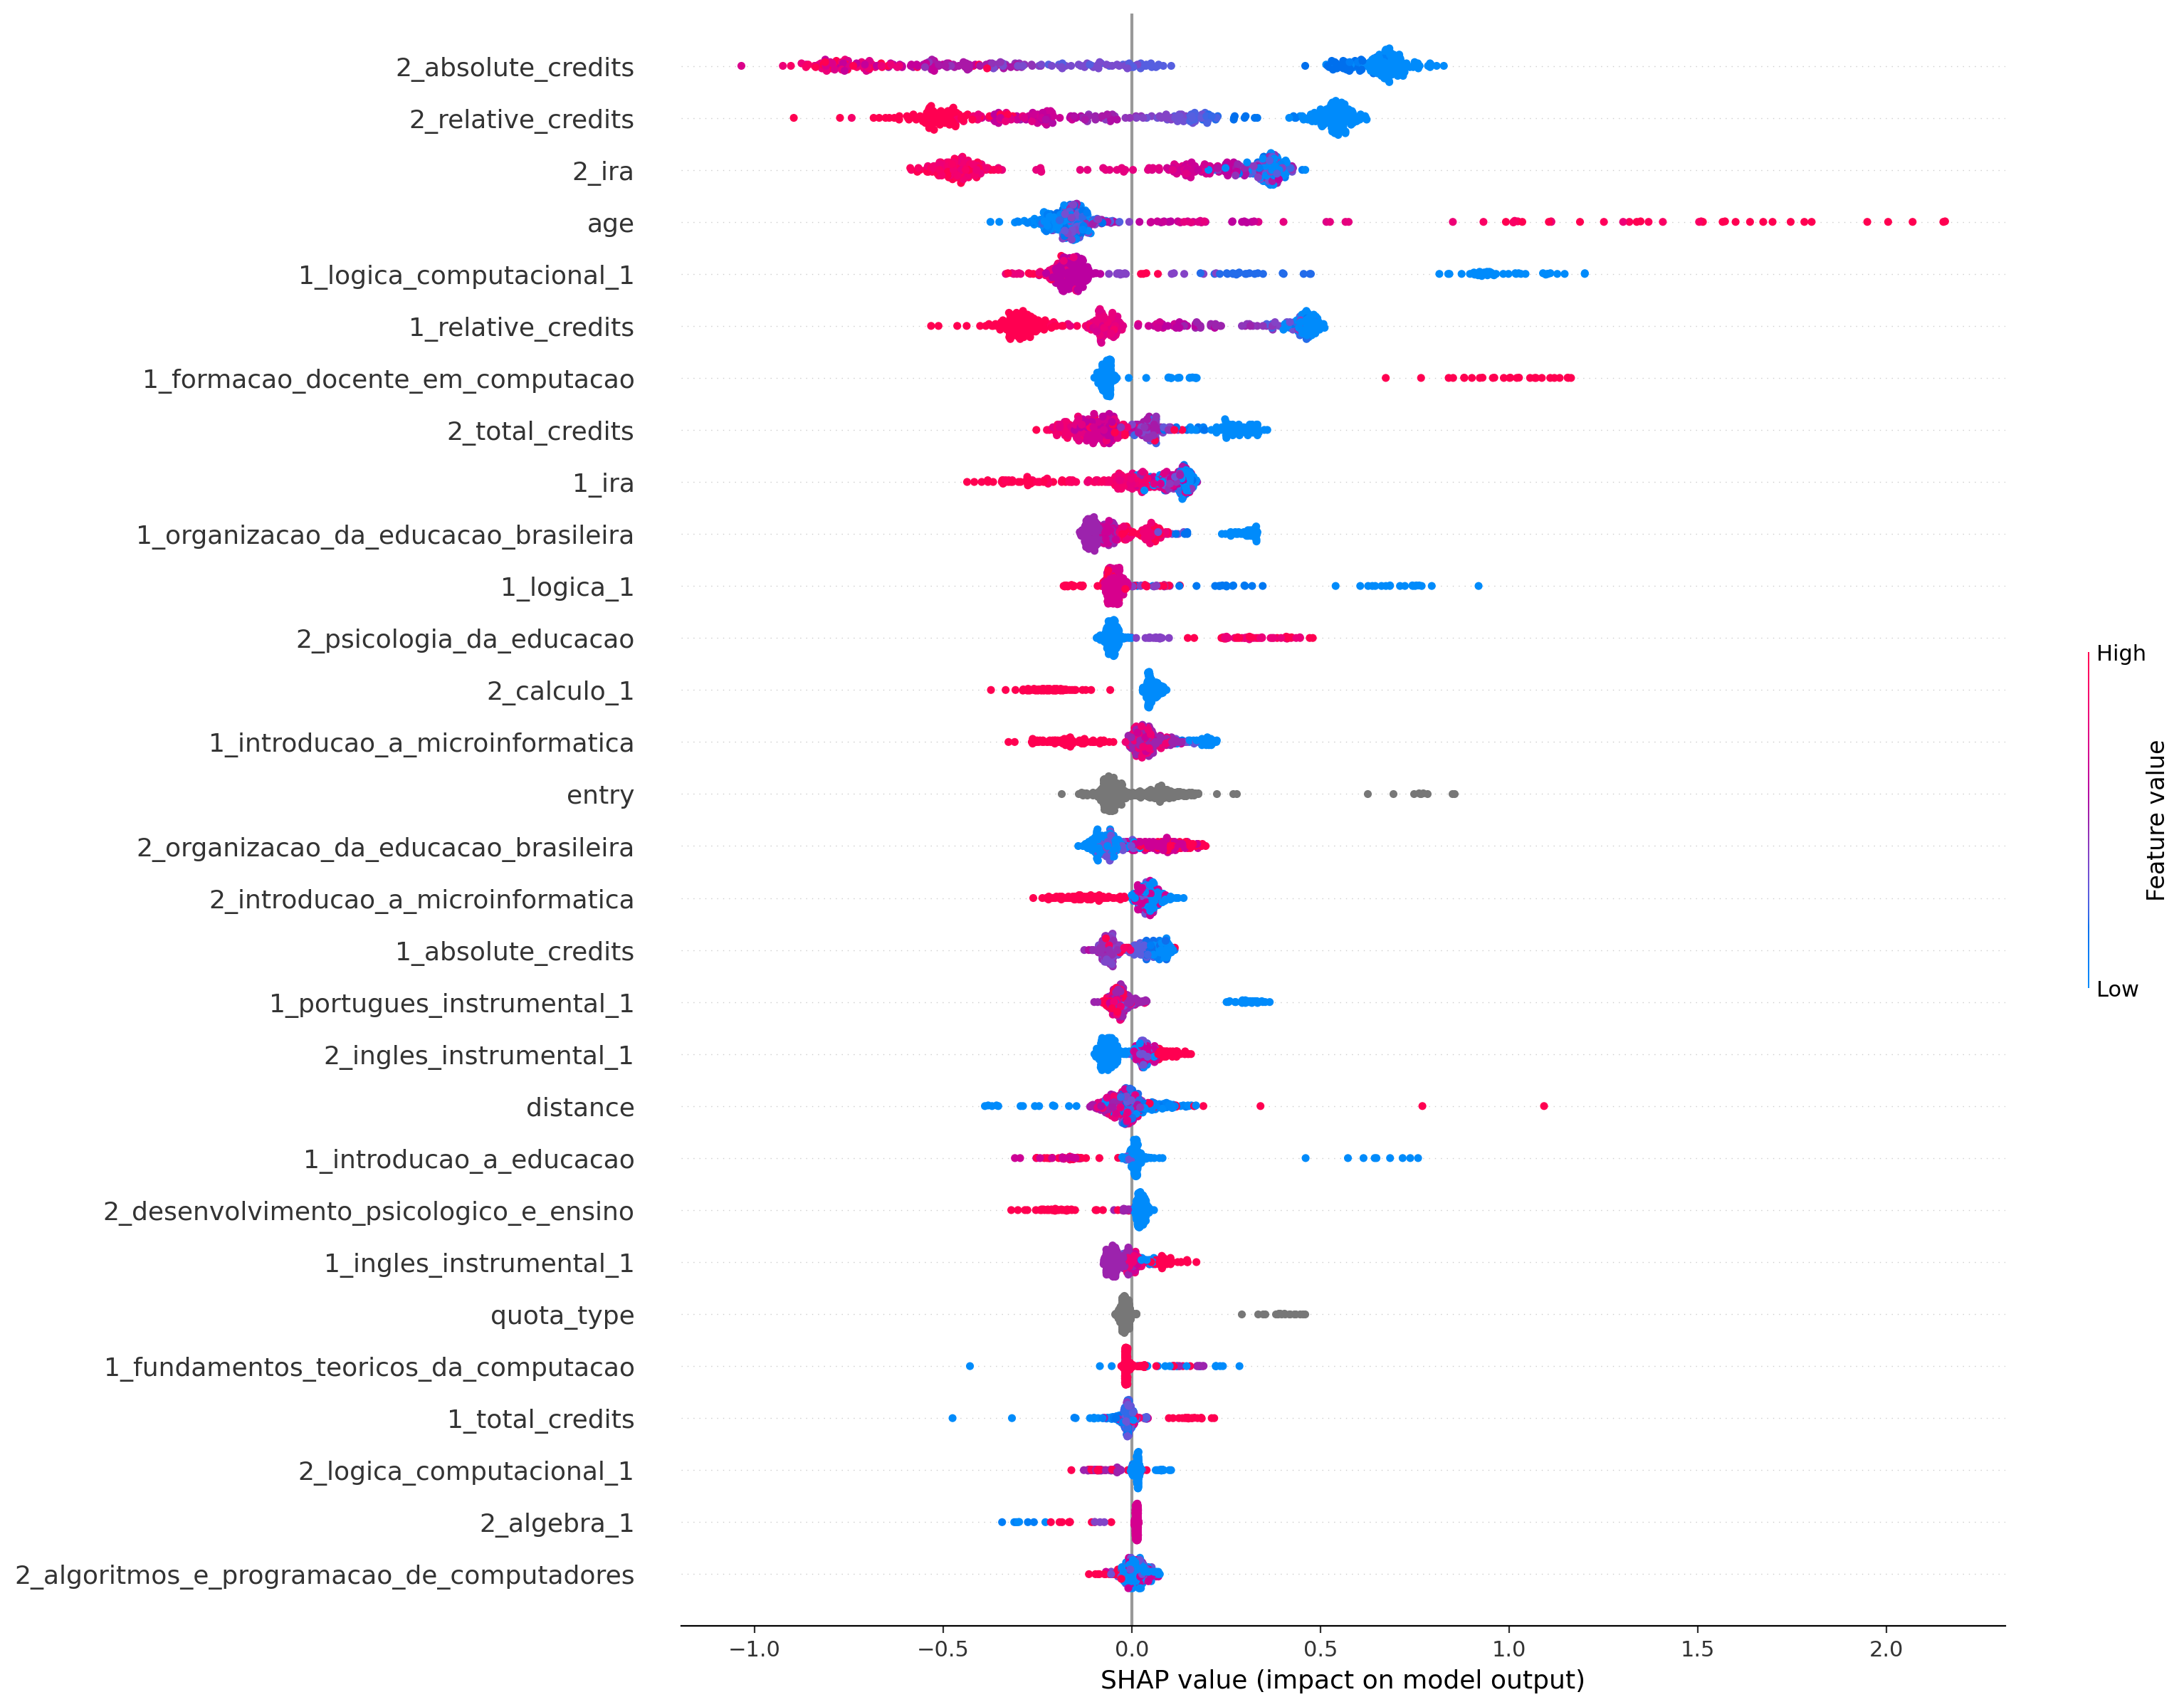 2_absolute_credits
2_relative_credits
2_ira
age
1_logica_computacional_1
1_relative_credits
1_formacao_docente_em_computacao
2_total_credits
1_ira
1_organizacao_da_educacao_brasileira
1_logica_1
2_psicologia_da_educacao
2_calculo_1
1_introducao_a_microinformatica
entry
2_organizacao_da_educacao_brasileira
2_introducao_a_microinformatica
1_absolute_credits
1_portugues_instrumental_1
2_ingles_instrumental_1
distance
1_introducao_a_educacao
2_desenvolvimento_psicologico_e_ensino
1_ingles_instrumental_1
quota_type
1_fundamentos_teoricos_da_computacao
1_total_credits
2_logica_computacional_1
2_algebra_1
2_algoritmos_e_programacao_de_computadores
−1.0 −0.5 0.0 0.5 1.0 1.5 2.0
SHAP value (impact on model output)
High
Feature value
Low